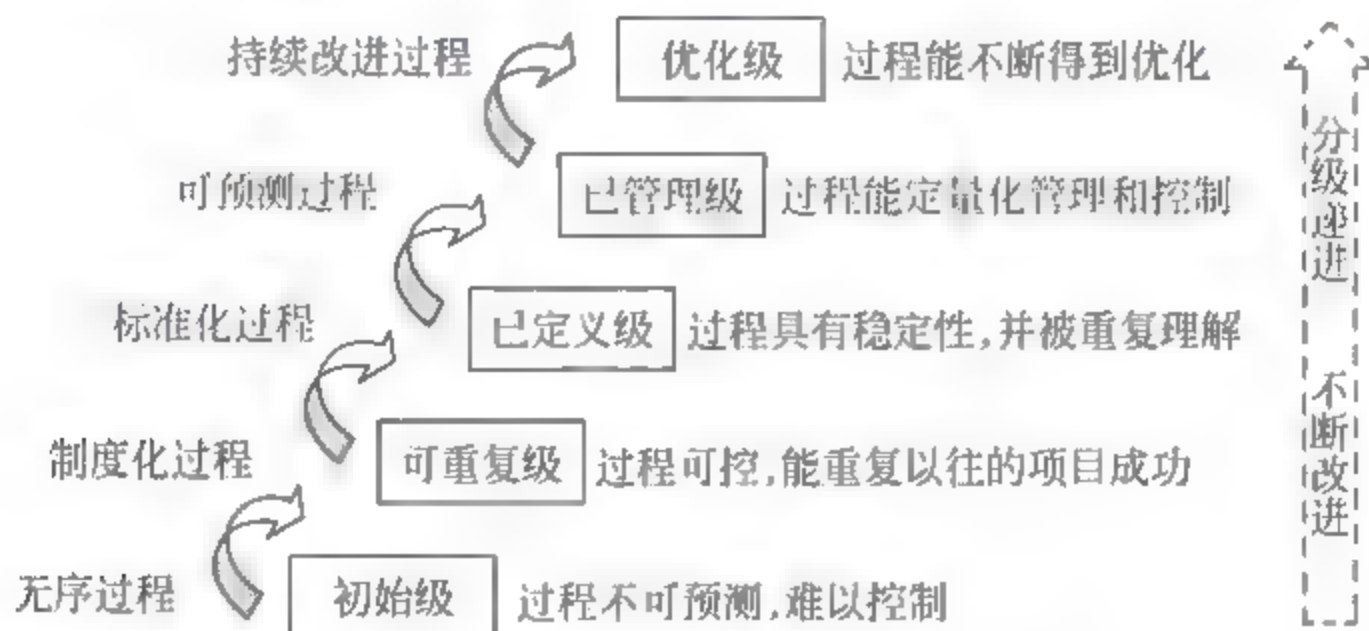 持续改进过程 优化级 过程能不断得到优化
可预测过程 已管理级 过程能定量化管理和控制
标准化过程 已定义级 过程具有稳定性,并被重复理解
制度化过程 可重复级 过程可控,能重复以往的项目成功
无序过程 初始级 过程不可预测,难以控制
分级递进 不断改进